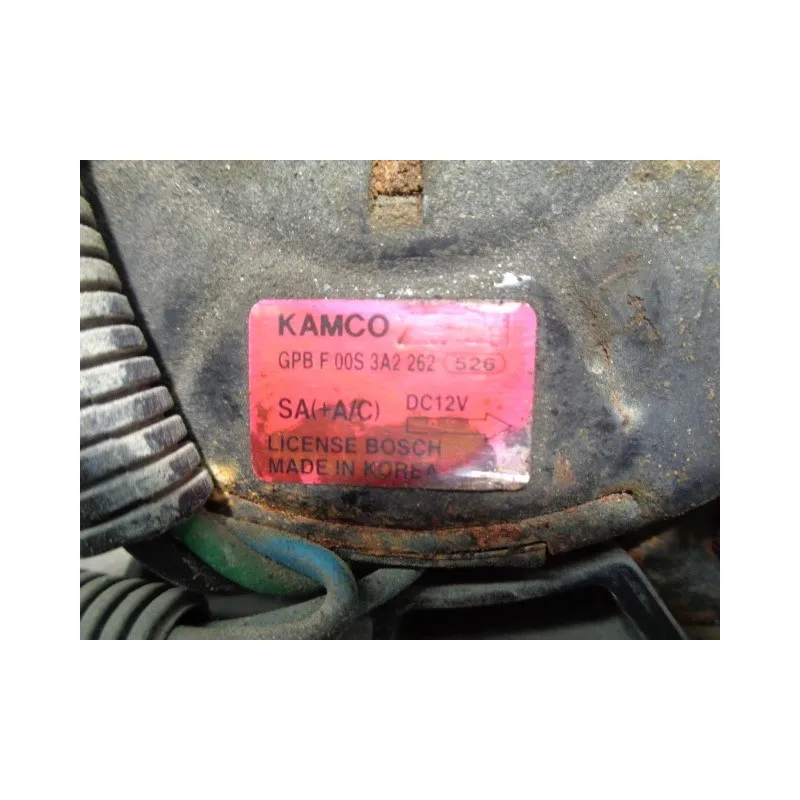 KAMCO
GPB F 00S 3A2 262 526
SA(+A/C) DC12V
LICENSE BOSCH
MADE IN KOREA